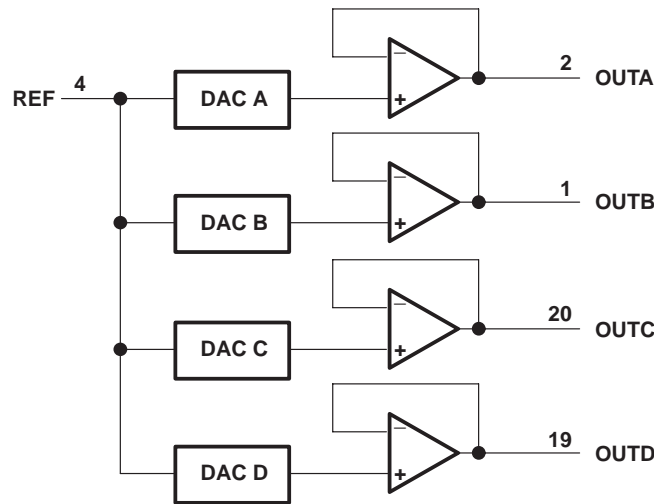 REF 4 DAC A − + 2 OUTA
DAC B − + 1 OUTB
DAC C − + 20 OUTC
DAC D − + 19 OUTD